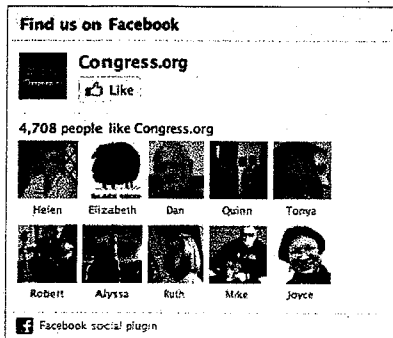 Find us on Facebook
Congress.org
Like
4,708 people like Congress.org
Helen Elizabeth Dan Quinn Tonya
Robert Alyssa Ruth Mike Joyce
Facebook social plugin